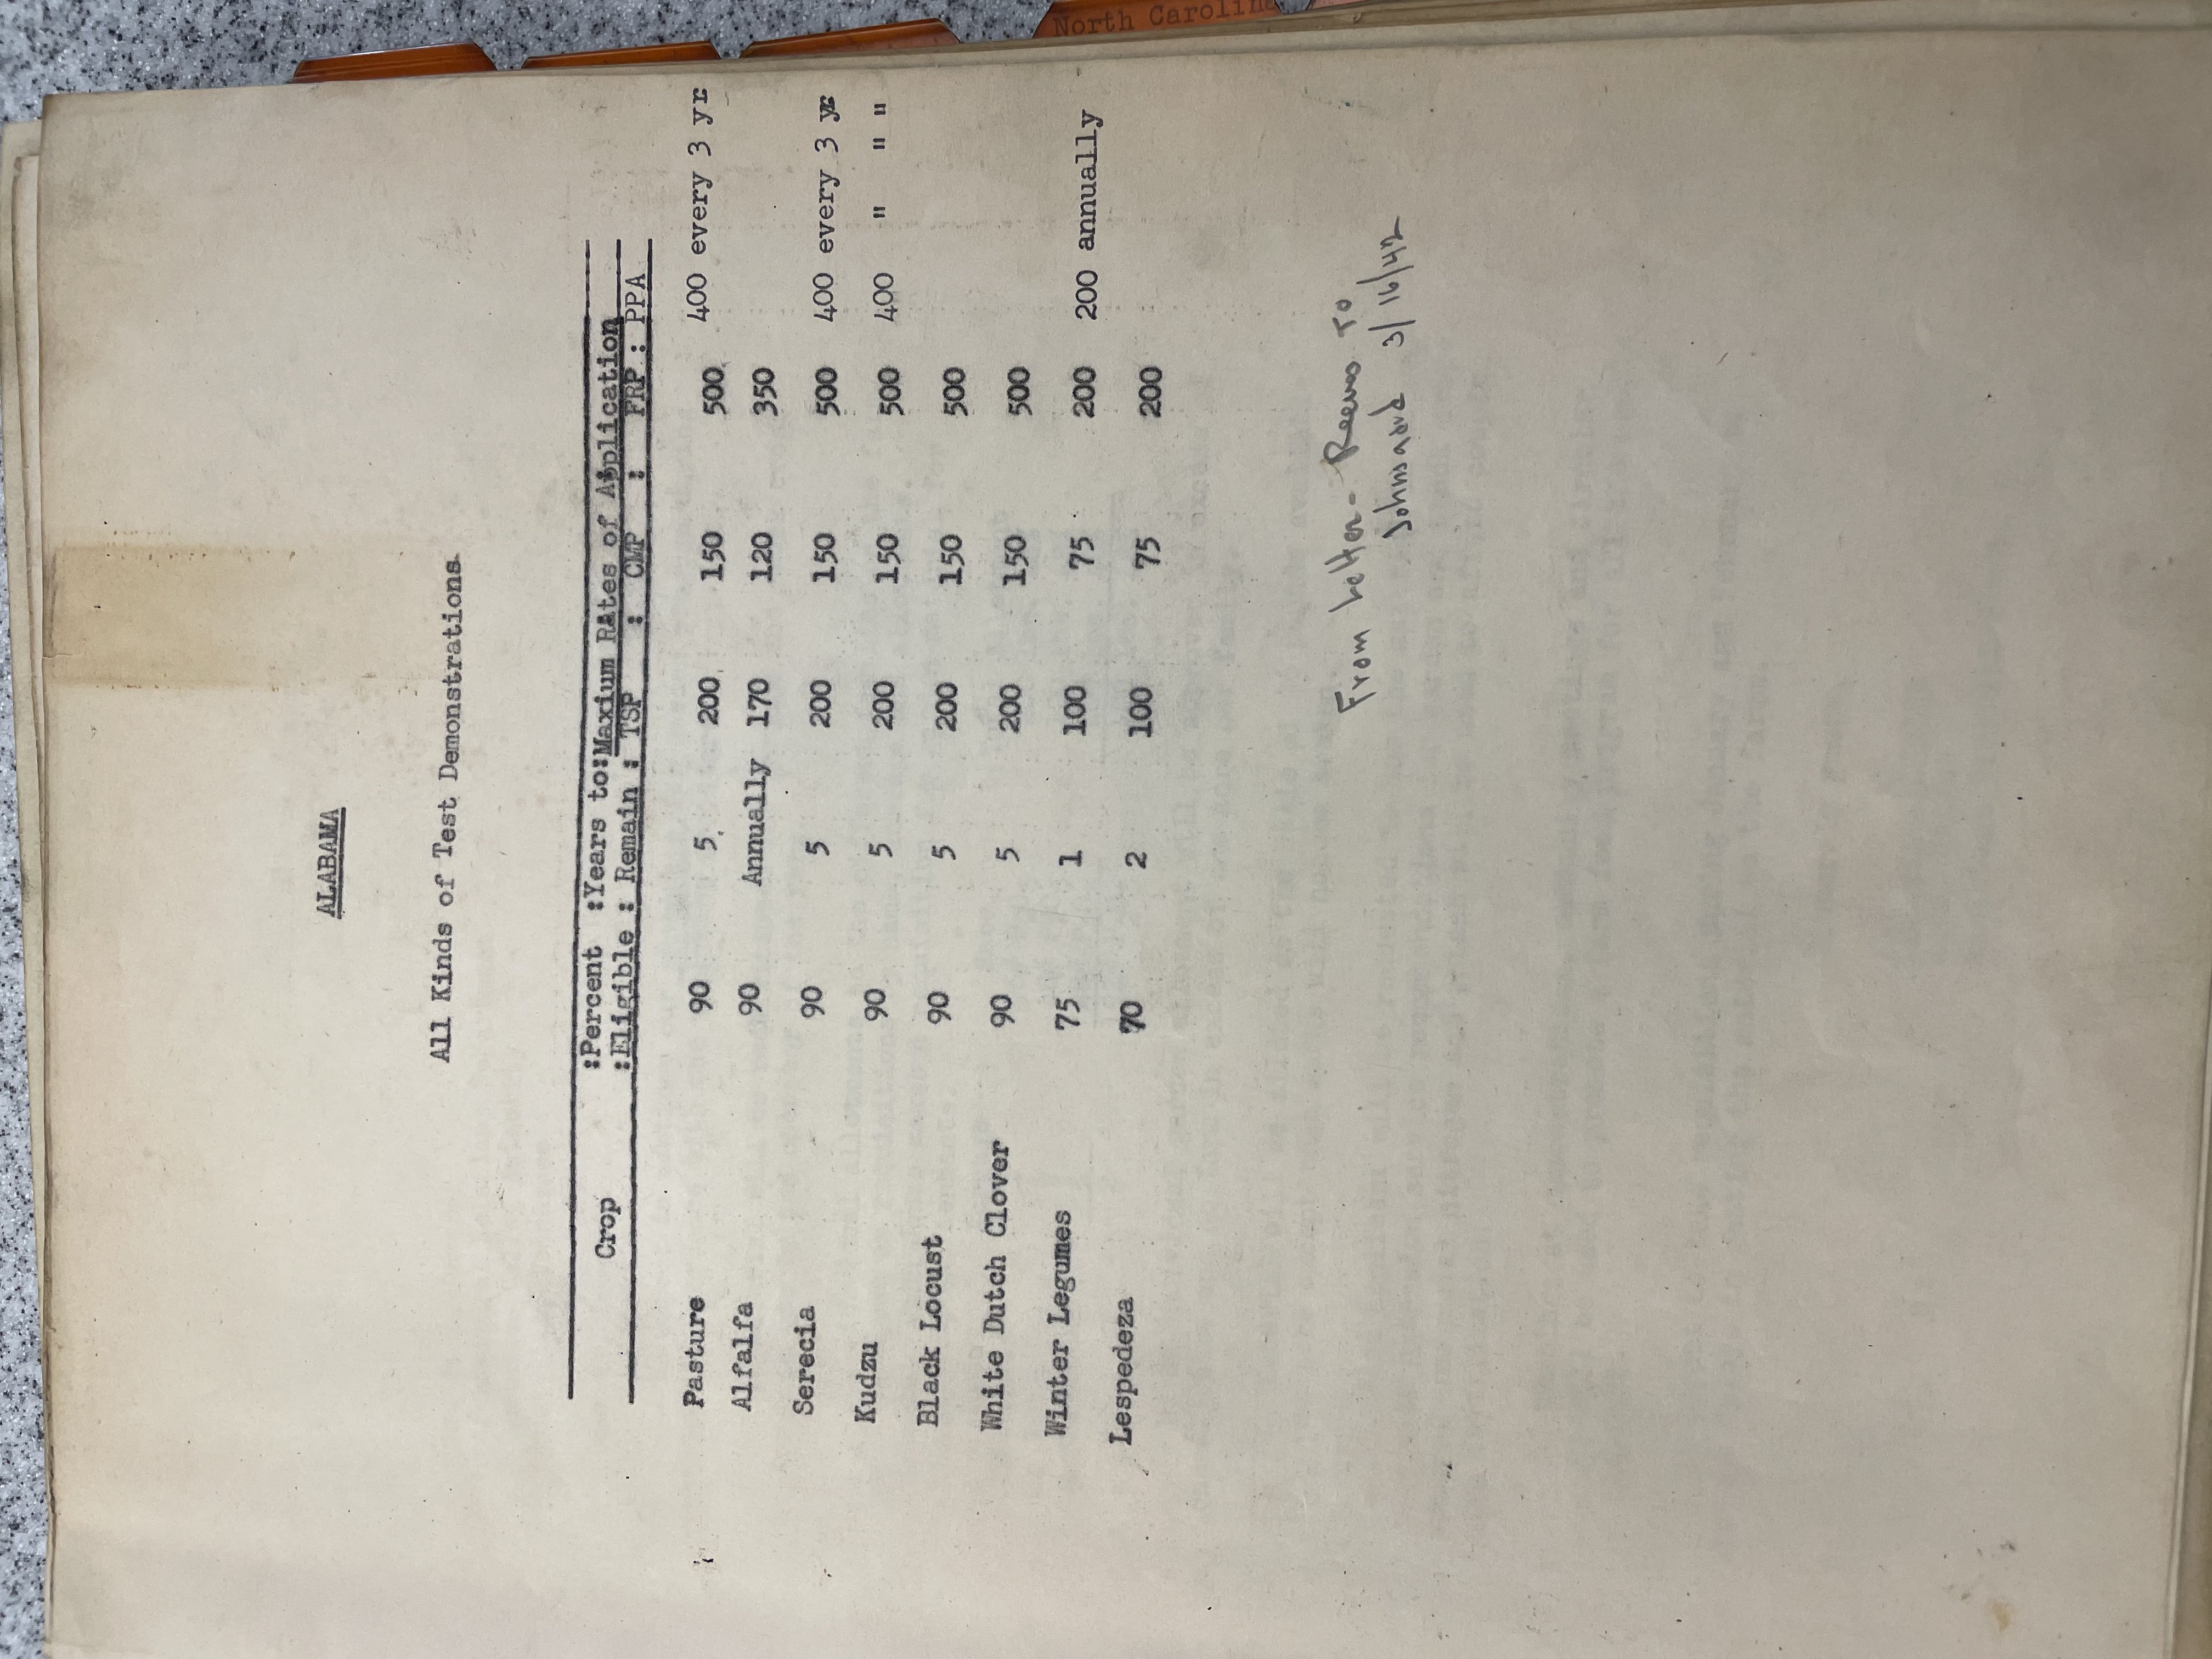 ALABAMA
All Kinds of Test Demonstrations
Crop :Percent :Years to:Maxium Rates of Application
:Eligible : Remain : TSP : CMP : FRP : PPA
Pasture 90 5 200 150 500 400 every 3 yr
Alfalfa 90 Annually 170 120 350
Serecia 90 5 200 150 500 400 every 3 yr
Kudzu 90 5 200 150 500 400 " " "
Black Locust 90 5 200 150 500
White Dutch Clover 90 5 200 150 500
Winter Legumes 75 1 100 75 200 200 annually
Lespedeza 70 2 100 75 200
From Letter - Reeves To
3/16/42
North Carolina